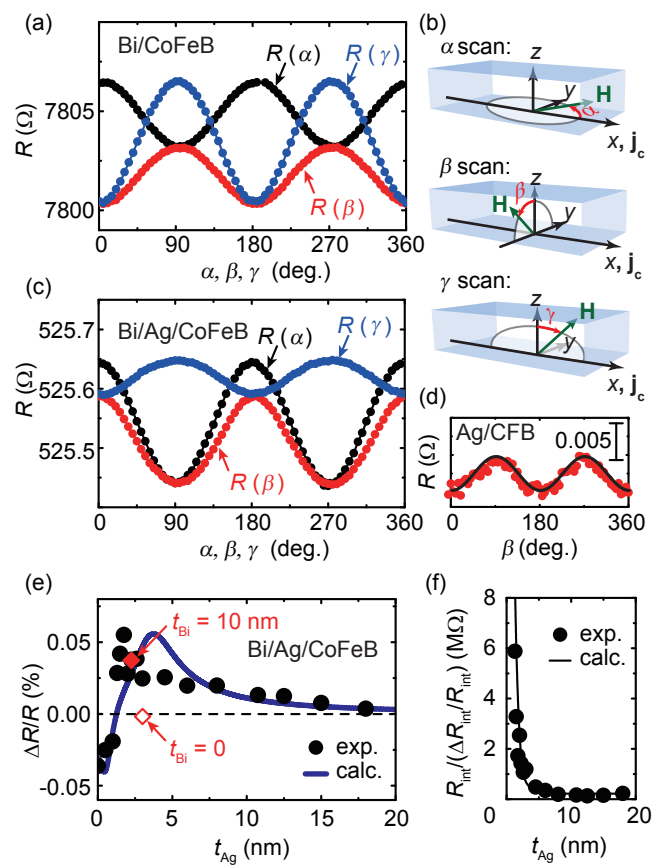 (a)
Bi/CoFeB
R(α)
R(γ)
R(β)
7805
7800
R (Ω)
0 90 180 270 360
α, β, γ (deg.)
(b)
α scan:
z
y
H
α
x, jc
β scan:
z
β
H
y
x, jc
γ scan:
z
H
γ
y
x, jc
(c)
Bi/Ag/CoFeB
R(α)
R(γ)
R(β)
525.7
525.6
525.5
R (Ω)
0 90 180 270 360
α, β, γ (deg.)
(d)
Ag/CFB
0.005
R (Ω)
0 180 360
β (deg.)
(e)
tBi = 10 nm
Bi/Ag/CoFeB
tBi = 0
exp.
calc.
0.05
0.00
-0.05
ΔR/R (%)
0 5 10 15 20
tAg (nm)
(f)
exp.
calc.
8
6
4
2
0
Rint/(ΔRint/Rint) (MΩ)
0 10 20
tAg (nm)